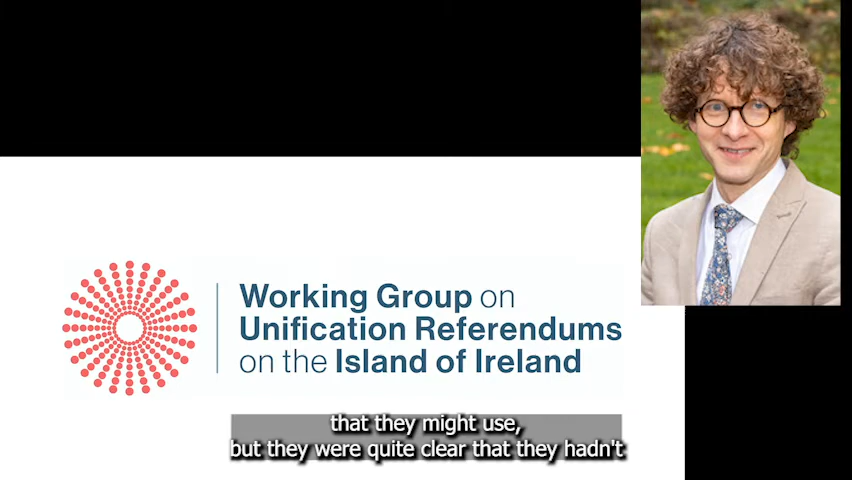 Working Group on
Unification Referendums
on the Island of Ireland
that they might use,
but they were quite clear that they hadn't